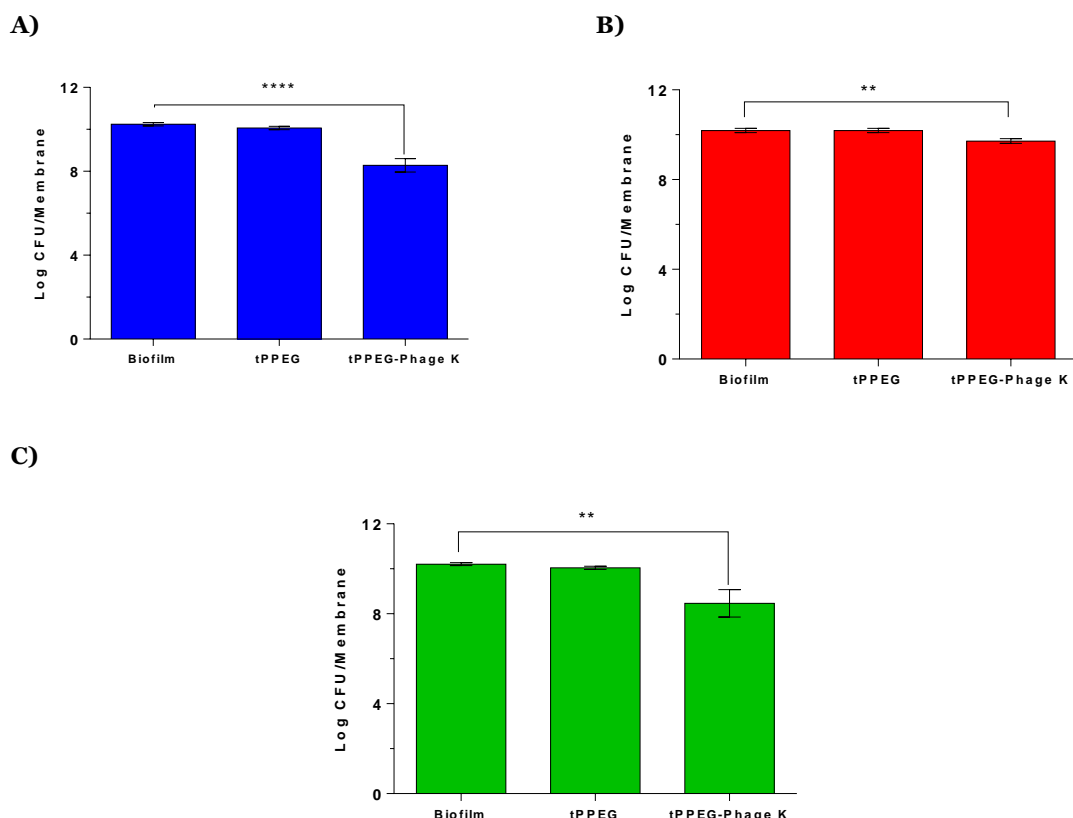 A)
****
12
8
4
0
Log CFU/Membrane
Biofilm tPPEG tPPEG-Phage K
B)
**
12
8
4
0
Log CFU/Membrane
Biofilm tPPEG tPPEG-Phage K
C)
**
12
8
4
0
Log CFU/Membrane
Biofilm tPPEG tPPEG-Phage K